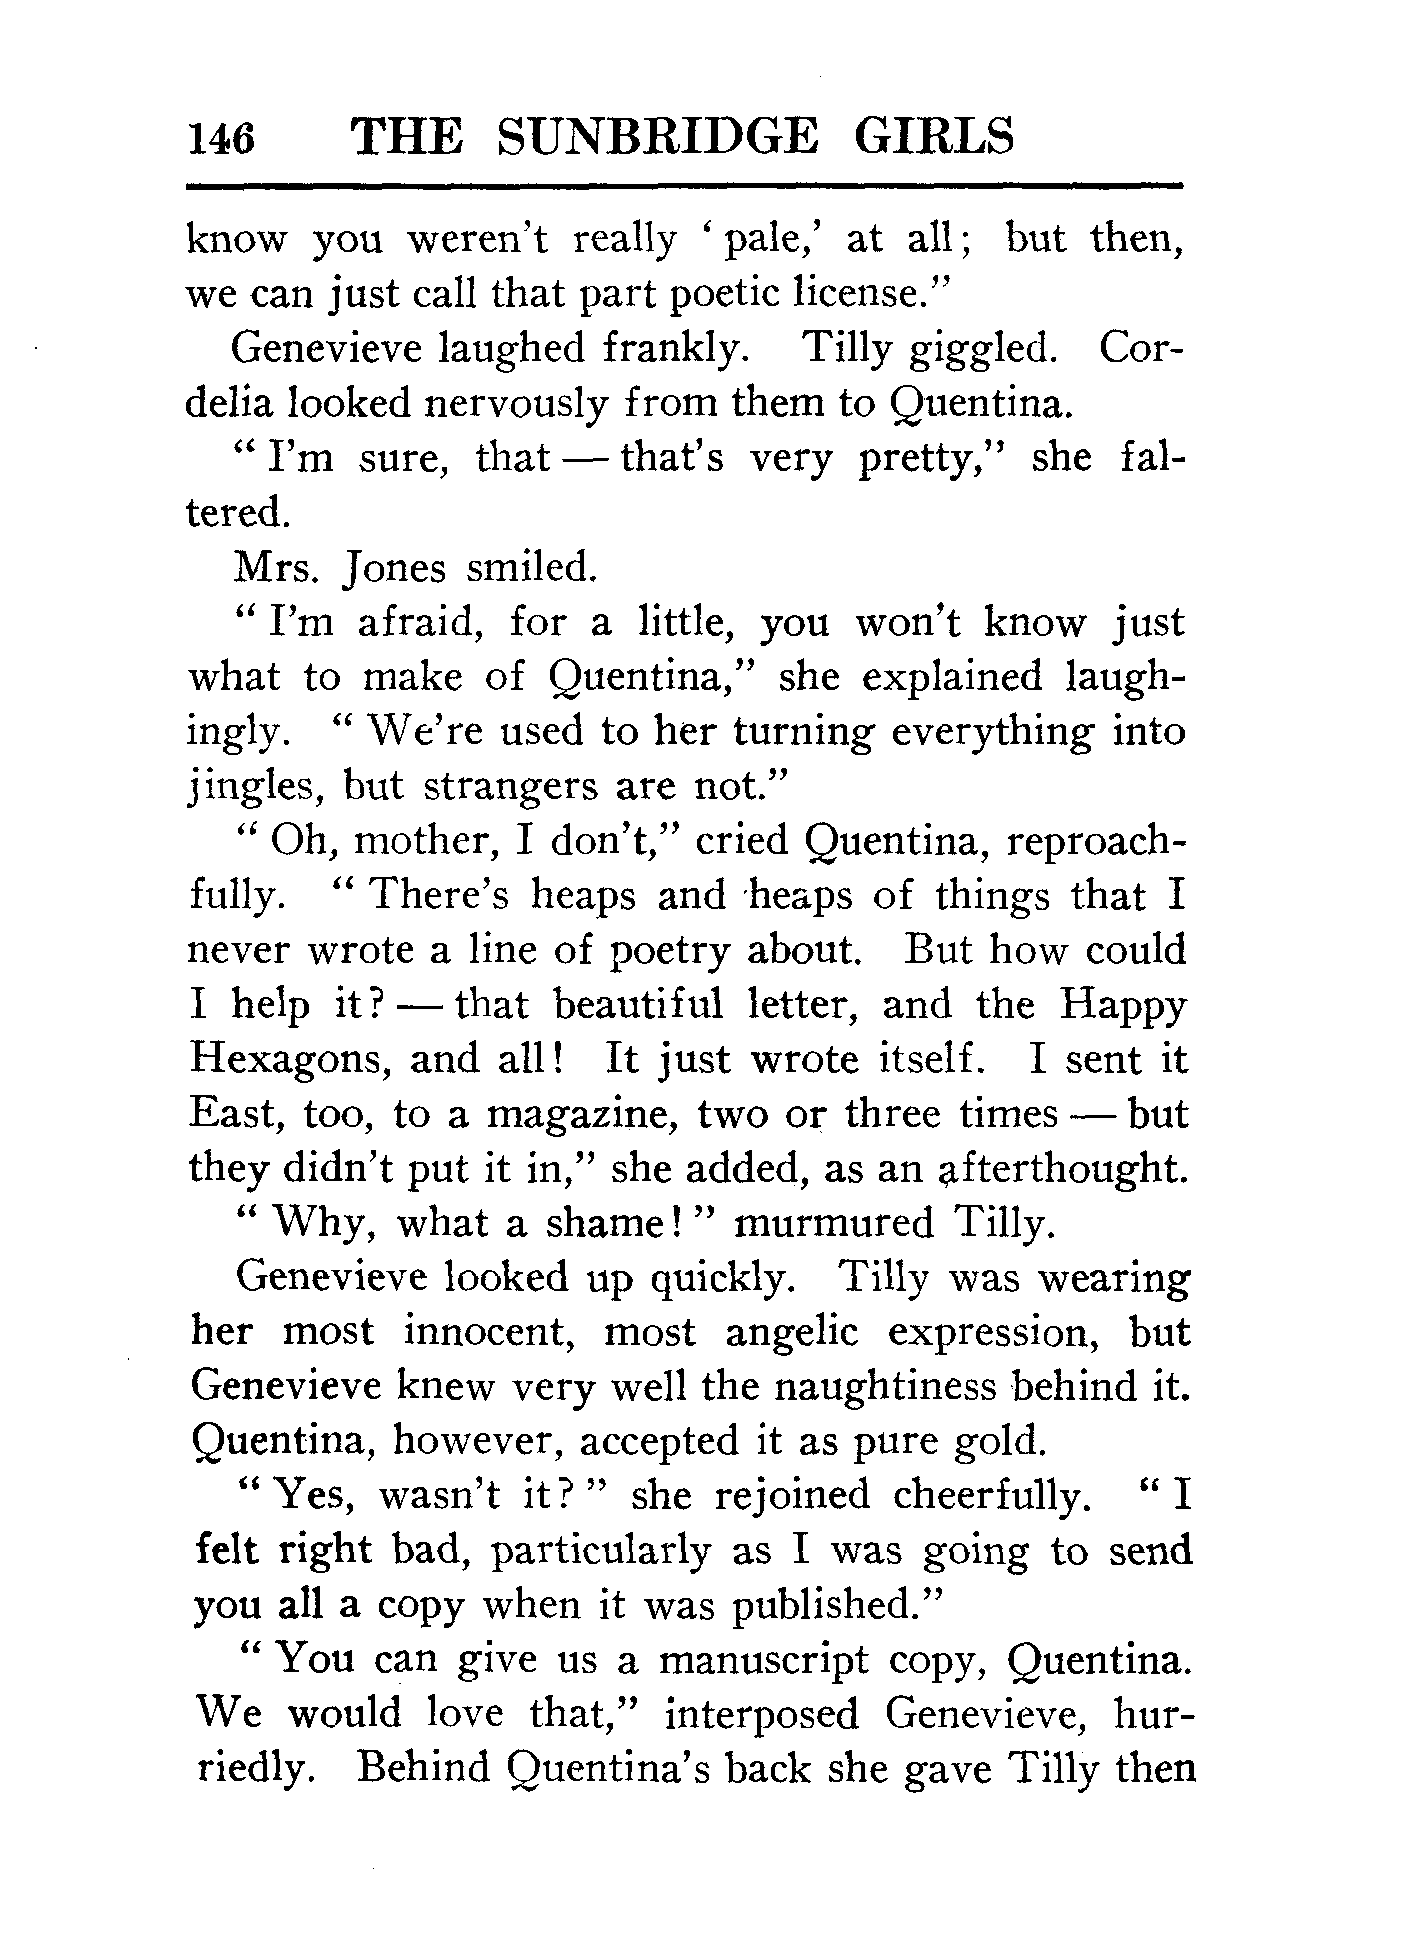 146 THE SUNBRIDGE GIRLS
know you weren't really ‘ pale,’ at all ; but then,
we can just call that part poetic license.”
Genevieve laughed frankly. Tilly giggled. Cor-
delia looked nervously from them to Quentina.
“ I'm sure, that — that's very pretty,” she fal-
tered.
Mrs. Jones smiled.
“ I'm afraid, for a little, you won't know just
what to make of Quentina,” she explained laugh-
ingly. “ We're used to her turning everything into
jingles, but strangers are not.”
“ Oh, mother, I don't,” cried Quentina, reproach-
fully. “ There's heaps and heaps of things that I
never wrote a line of poetry about. But how could
I help it? — that beautiful letter, and the Happy
Hexagons, and all! It just wrote itself. I sent it
East, too, to a magazine, two or three times — but
they didn't put it in,” she added, as an afterthought.
“ Why, what a shame! ” murmured Tilly.
Genevieve looked up quickly. Tilly was wearing
her most innocent, most angelic expression, but
Genevieve knew very well the naughtiness behind it.
Quentina, however, accepted it as pure gold.
“ Yes, wasn't it? ” she rejoined cheerfully. “ I
felt right bad, particularly as I was going to send
you all a copy when it was published.”
“ You can give us a manuscript copy, Quentina.
We would love that,” interposed Genevieve, hur-
riedly. Behind Quentina's back she gave Tilly then